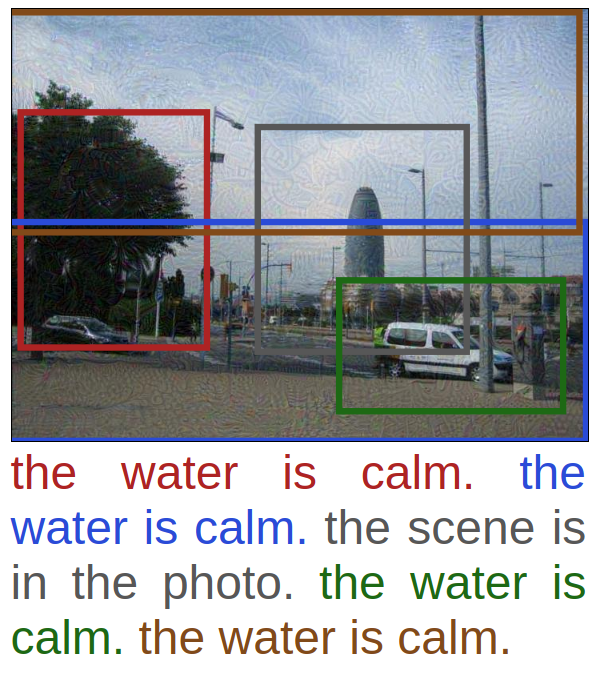 the water is calm. the
water is calm. the scene is
in the photo. the water is
calm. the water is calm.